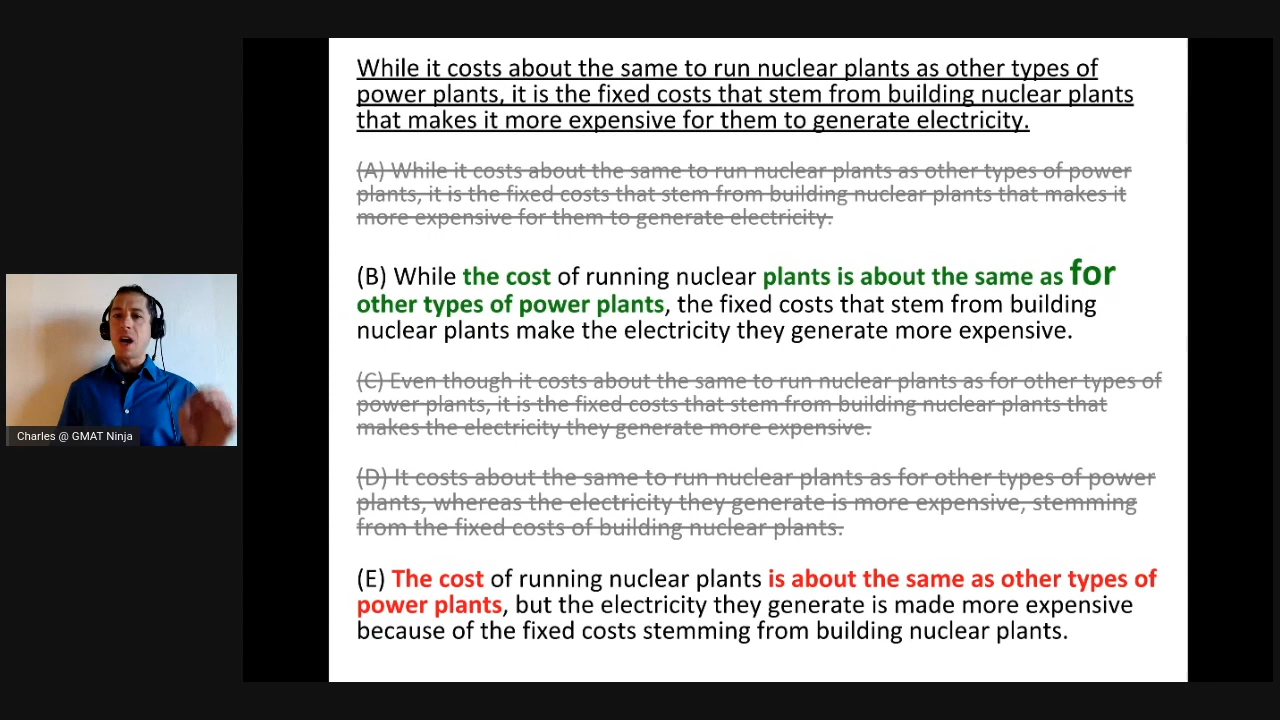 While it costs about the same to run nuclear plants as other types of
power plants, it is the fixed costs that stem from building nuclear plants
that makes it more expensive for them to generate electricity.
(A) While it costs about the same to run nuclear plants as other types of power
plants, it is the fixed costs that stem from building nuclear plants that makes it
more expensive for them to generate electricity.
(B) While the cost of running nuclear plants is about the same as for
other types of power plants, the fixed costs that stem from building
nuclear plants make the electricity they generate more expensive.
(C) Even though it costs about the same to run nuclear plants as for other types of
power plants, it is the fixed costs that stem from building nuclear plants that
makes the electricity they generate more expensive.
(D) It costs about the same to run nuclear plants as for other types of power
plants, whereas the electricity they generate is more expensive, stemming
from the fixed costs of building nuclear plants.
(E) The cost of running nuclear plants is about the same as other types of
power plants, but the electricity they generate is made more expensive
because of the fixed costs stemming from building nuclear plants.
Charles @ GMAT Ninja